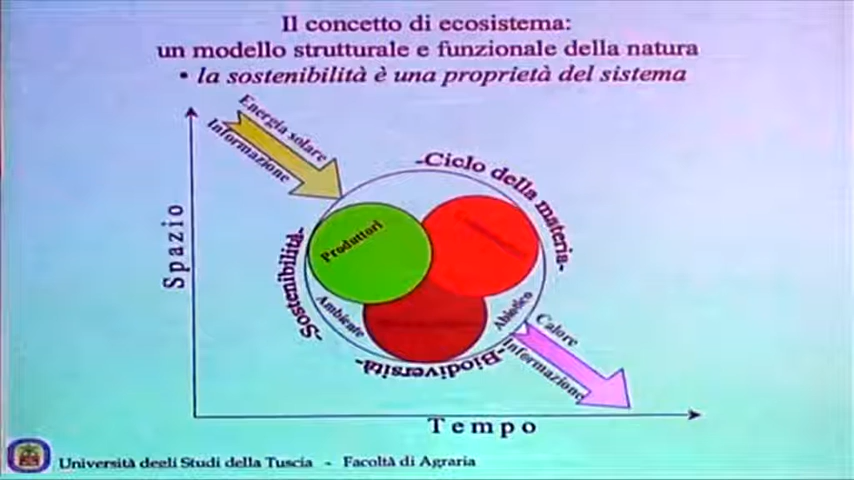 Il concetto di ecosistema:
un modello strutturale e funzionale della natura
• la sostenibilità è una proprietà del sistema
Energia solare
Informazione
-Ciclo della materia-
Spazio
Produttori
-Sostenibilità-
Ambiente
Abiotico
Calore
Informazione
-Biodiversità-
Tempo
Università degli Studi della Tuscia - Facoltà di Agraria